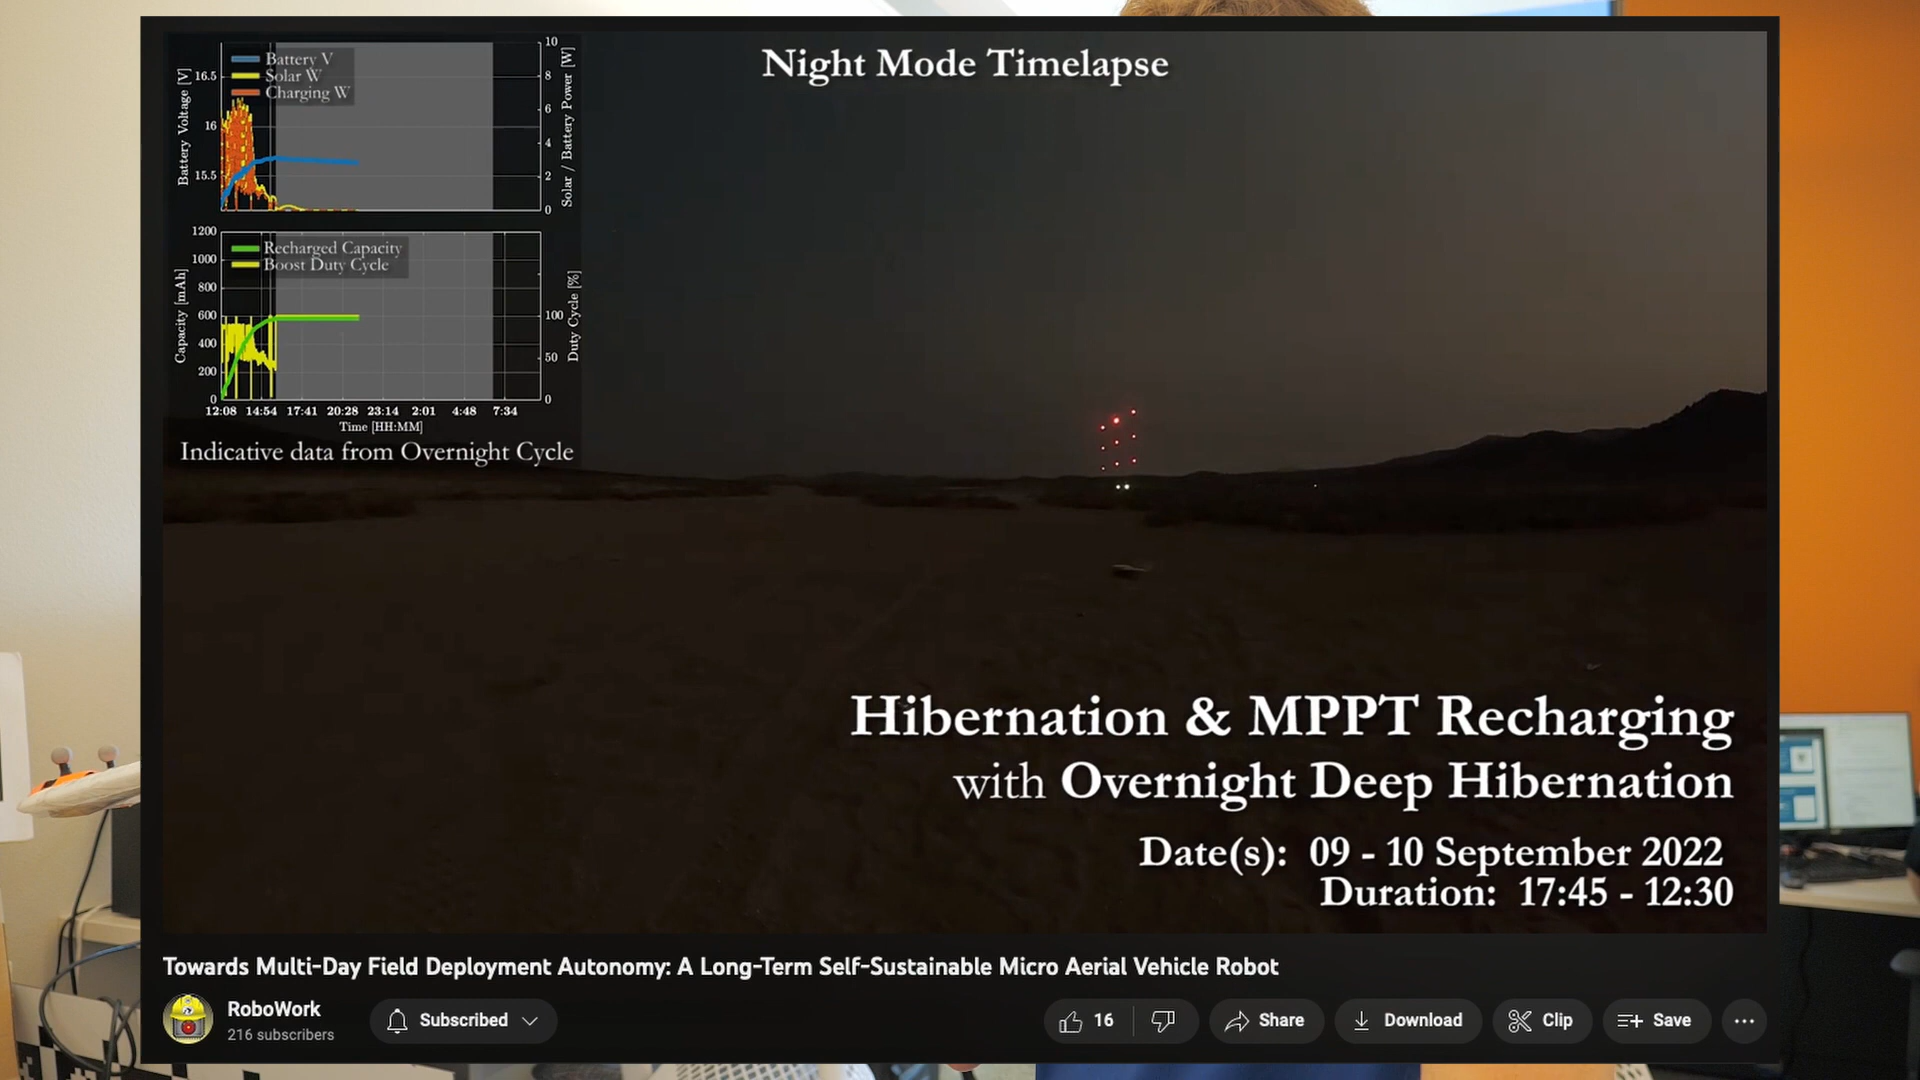 Night Mode Timelapse
Battery V
Solar W
Charging W
Battery Voltage [V]
16.5
16
15.5
10
8
6
4
2
0
Solar / Battery Power [W]
Recharged Capacity
Boost Duty Cycle
Capacity [mAh]
1200
1000
800
600
400
200
0
100
50
0
Duty Cycle [%]
12:08 14:54 17:41 20:28 23:14 2:01 4:48 7:34
Time [HH:MM]
Indicative data from Overnight Cycle
Hibernation & MPPT Recharging
with Overnight Deep Hibernation
Date(s): 09 - 10 September 2022
Duration: 17:45 - 12:30
Towards Multi-Day Field Deployment Autonomy: A Long-Term Self-Sustainable Micro Aerial Vehicle Robot
RoboWork
216 subscribers
Subscribed
16
Share
Download
Clip
Save